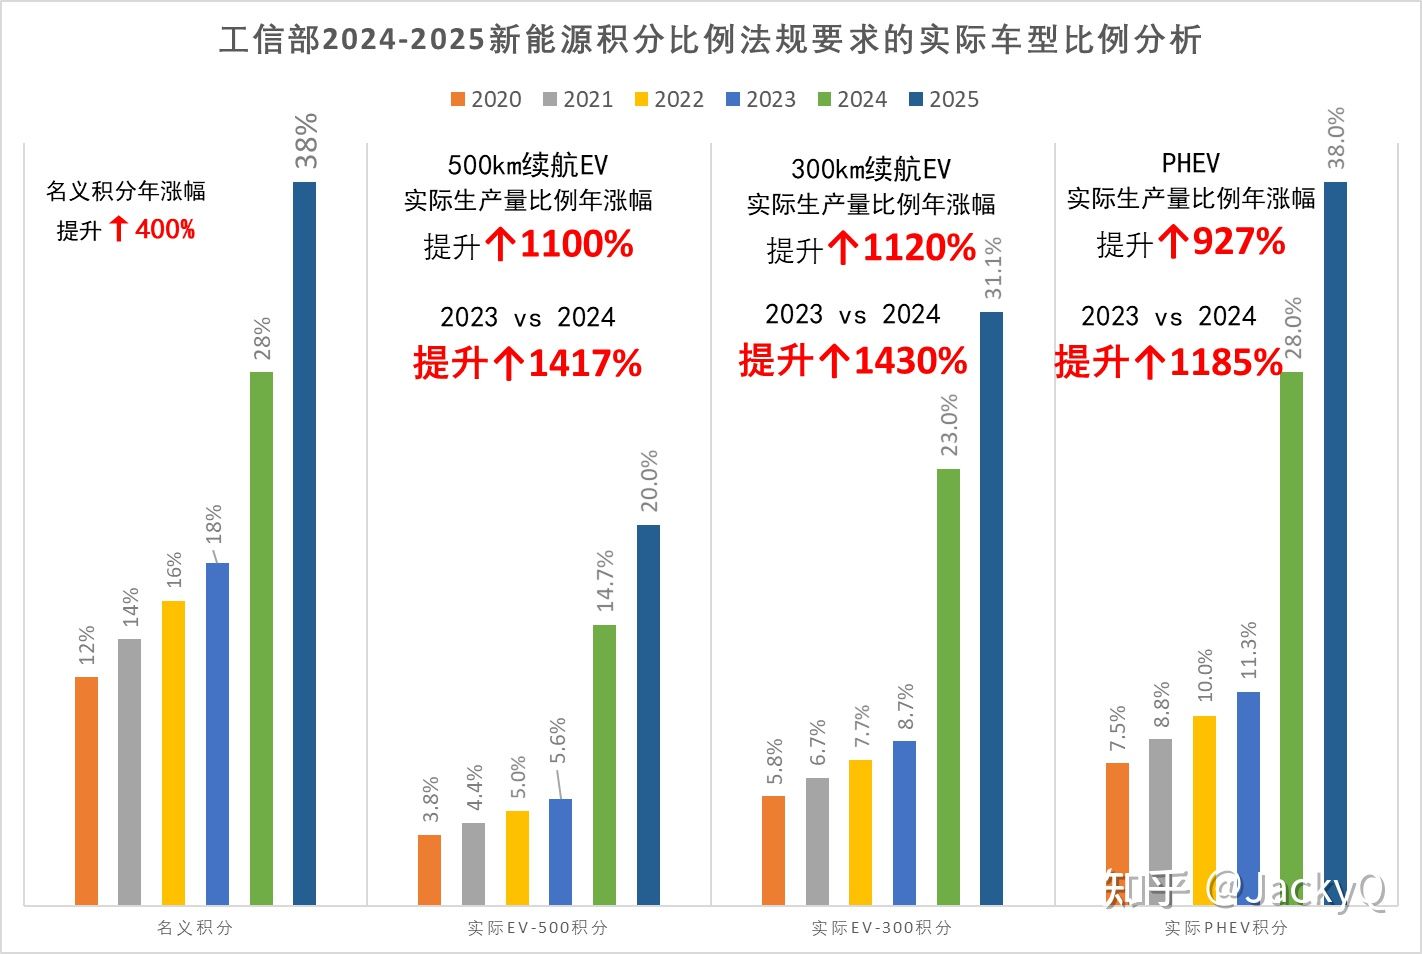 工信部2024-2025新能源积分比例法规要求的实际车型比例分析
2020 2021 2022 2023 2024 2025
名义积分年涨幅
提升↑400%
500km续航EV
实际生产量比例年涨幅
提升↑1100%
2023 vs 2024
提升↑1417%
300km续航EV
实际生产量比例年涨幅
提升↑1120%
2023 vs 2024
提升↑1430%
PHEV
实际生产量比例年涨幅
提升↑927%
2023 vs 2024
提升↑1185%
12%
14%
16%
18%
28%
38%
3.8%
4.4%
5.0%
5.6%
14.7%
20.0%
5.8%
6.7%
7.7%
8.7%
23.0%
31.1%
7.5%
8.8%
10.0%
11.3%
28.0%
38.0%
名义积分
实际EV-500积分
实际EV-300积分
实际PHEV积分
知乎 @JackyQ